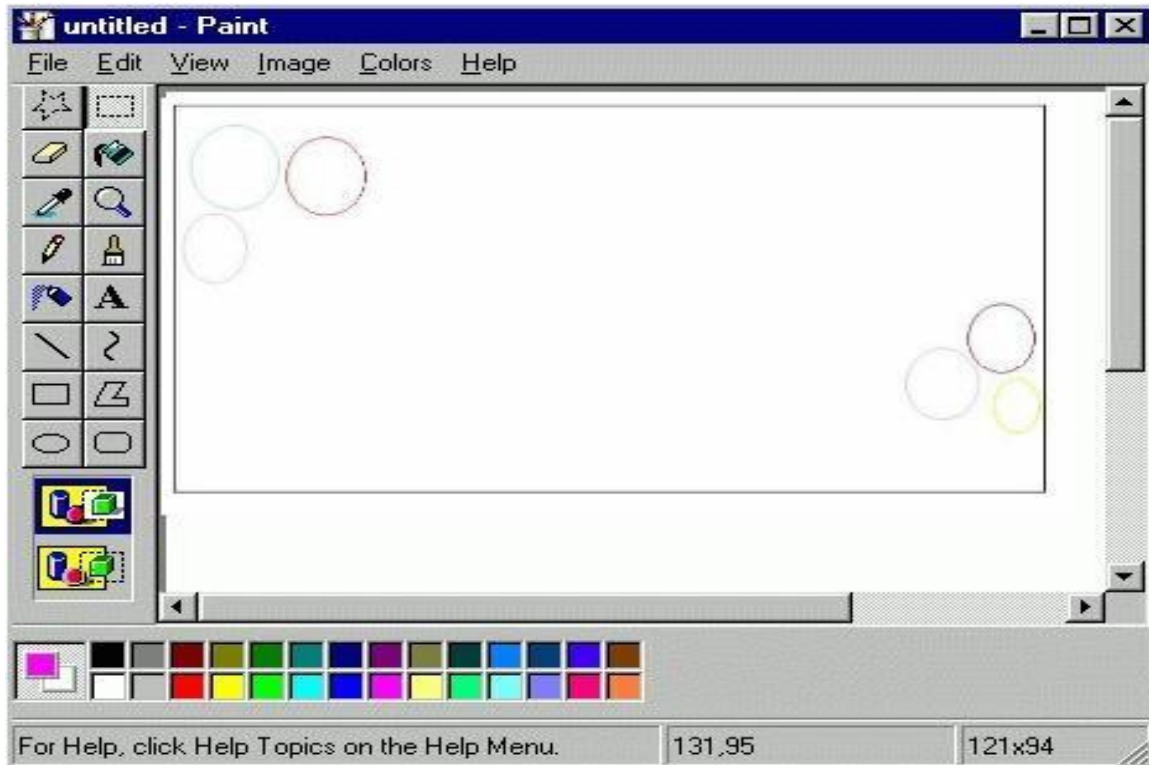 untitled - Paint
File Edit View Image Colors Help
A
For Help, click Help Topics on the Help Menu. 131,95 121x94